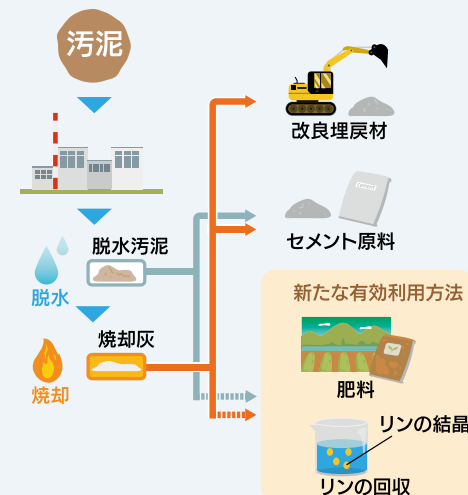 汚泥
改良埋戻材
脱水汚泥
セメント原料
脱水
新たな有効利用方法
焼却灰
焼却
肥料
リンの結晶
リンの回収